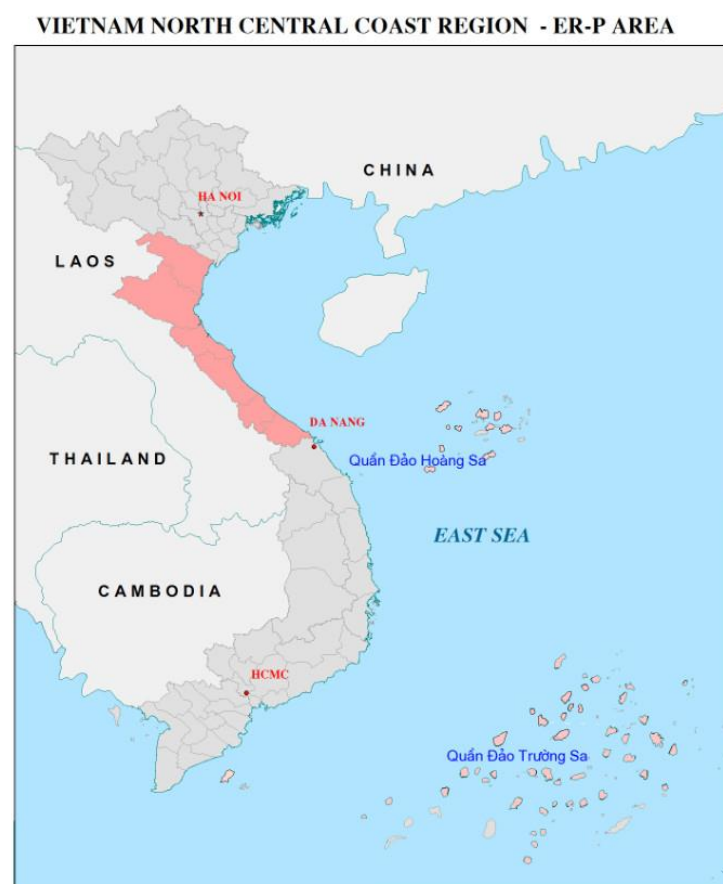 VIETNAM NORTH CENTRAL COAST REGION - ER-P AREA
CHINA
HA NOI
LAOS
DA NANG
THAILAND
Quần Đảo Hoàng Sa
EAST SEA
CAMBODIA
HCMC
Quần Đảo Trường Sa